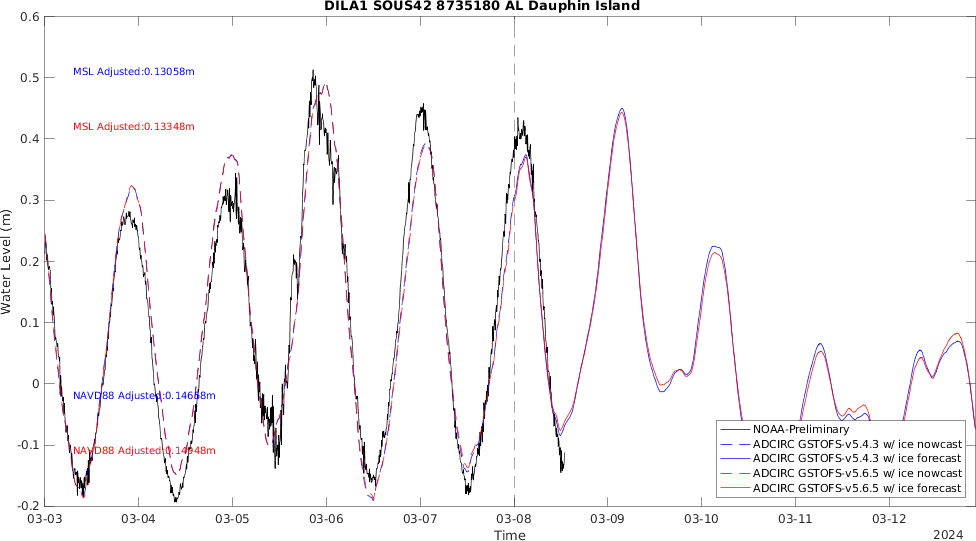 DILA1 SOUS42 8735180 AL Dauphin Island
Water Level (m)
0.6
0.5
0.4
0.3
0.2
0.1
0
-0.1
-0.2
MSL Adjusted:0.13058m
MSL Adjusted:0.13348m
NAVD88 Adjusted:0.14658m
NAVD88 Adjusted:0.14948m
NOAA-Preliminary
ADCIRC GSTOFS-v5.4.3 w/ ice nowcast
ADCIRC GSTOFS-v5.4.3 w/ ice forecast
ADCIRC GSTOFS-v5.6.5 w/ ice nowcast
ADCIRC GSTOFS-v5.6.5 w/ ice forecast
03-03 03-04 03-05 03-06 03-07 03-08 03-09 03-10 03-11 03-12
Time
2024